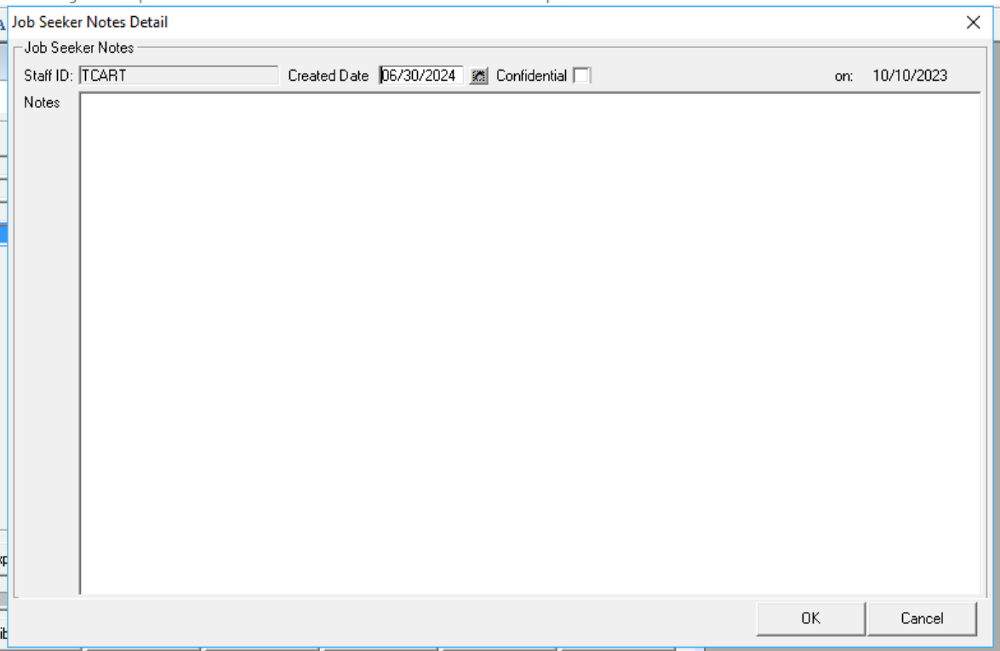 Job Seeker Notes Detail
Job Seeker Notes
Staff ID: TCART Created Date 06/30/2024 Confidential on: 10/10/2023
Notes
OK Cancel